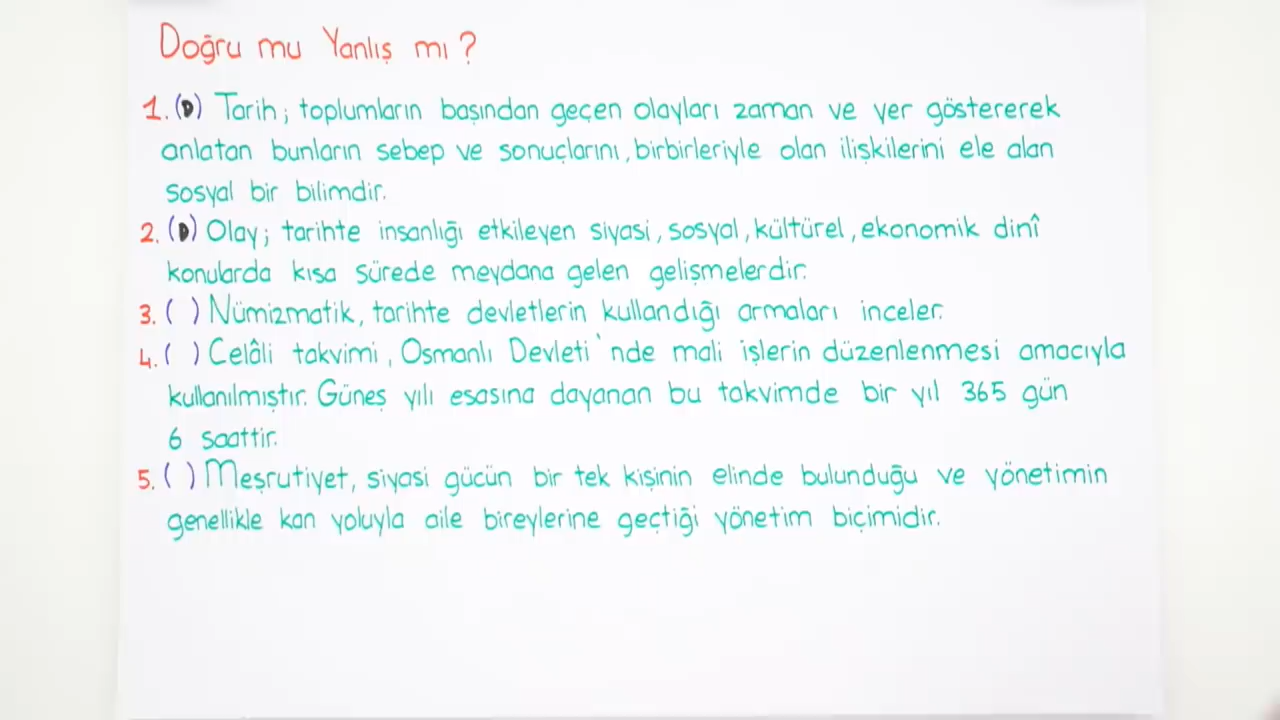 Doğru mu Yanlış mı?
1. (D) Tarih; toplumların başından geçen olayları zaman ve yer göstererek
anlatan bunların sebep ve sonuçlarını, birbirleriyle olan ilişkilerini ele alan
sosyal bir bilimdir.
2. (D) Olay; tarihte insanlığı etkileyen siyasi, sosyal, kültürel, ekonomik dinî
konularda kısa sürede meydana gelen gelişmelerdir.
3. ( ) Nümizmatik, tarihte devletlerin kullandığı armaları inceler.
4. ( ) Celâli takvimi, Osmanlı Devleti'nde mali işlerin düzenlenmesi amacıyla
kullanılmıştır. Güneş yılı esasına dayanan bu takvimde bir yıl 365 gün
6 saattir.
5. ( ) Meşrutiyet, siyasi gücün bir tek kişinin elinde bulunduğu ve yönetimin
genellikle kan yoluyla aile bireylerine geçtiği yönetim biçimidir.